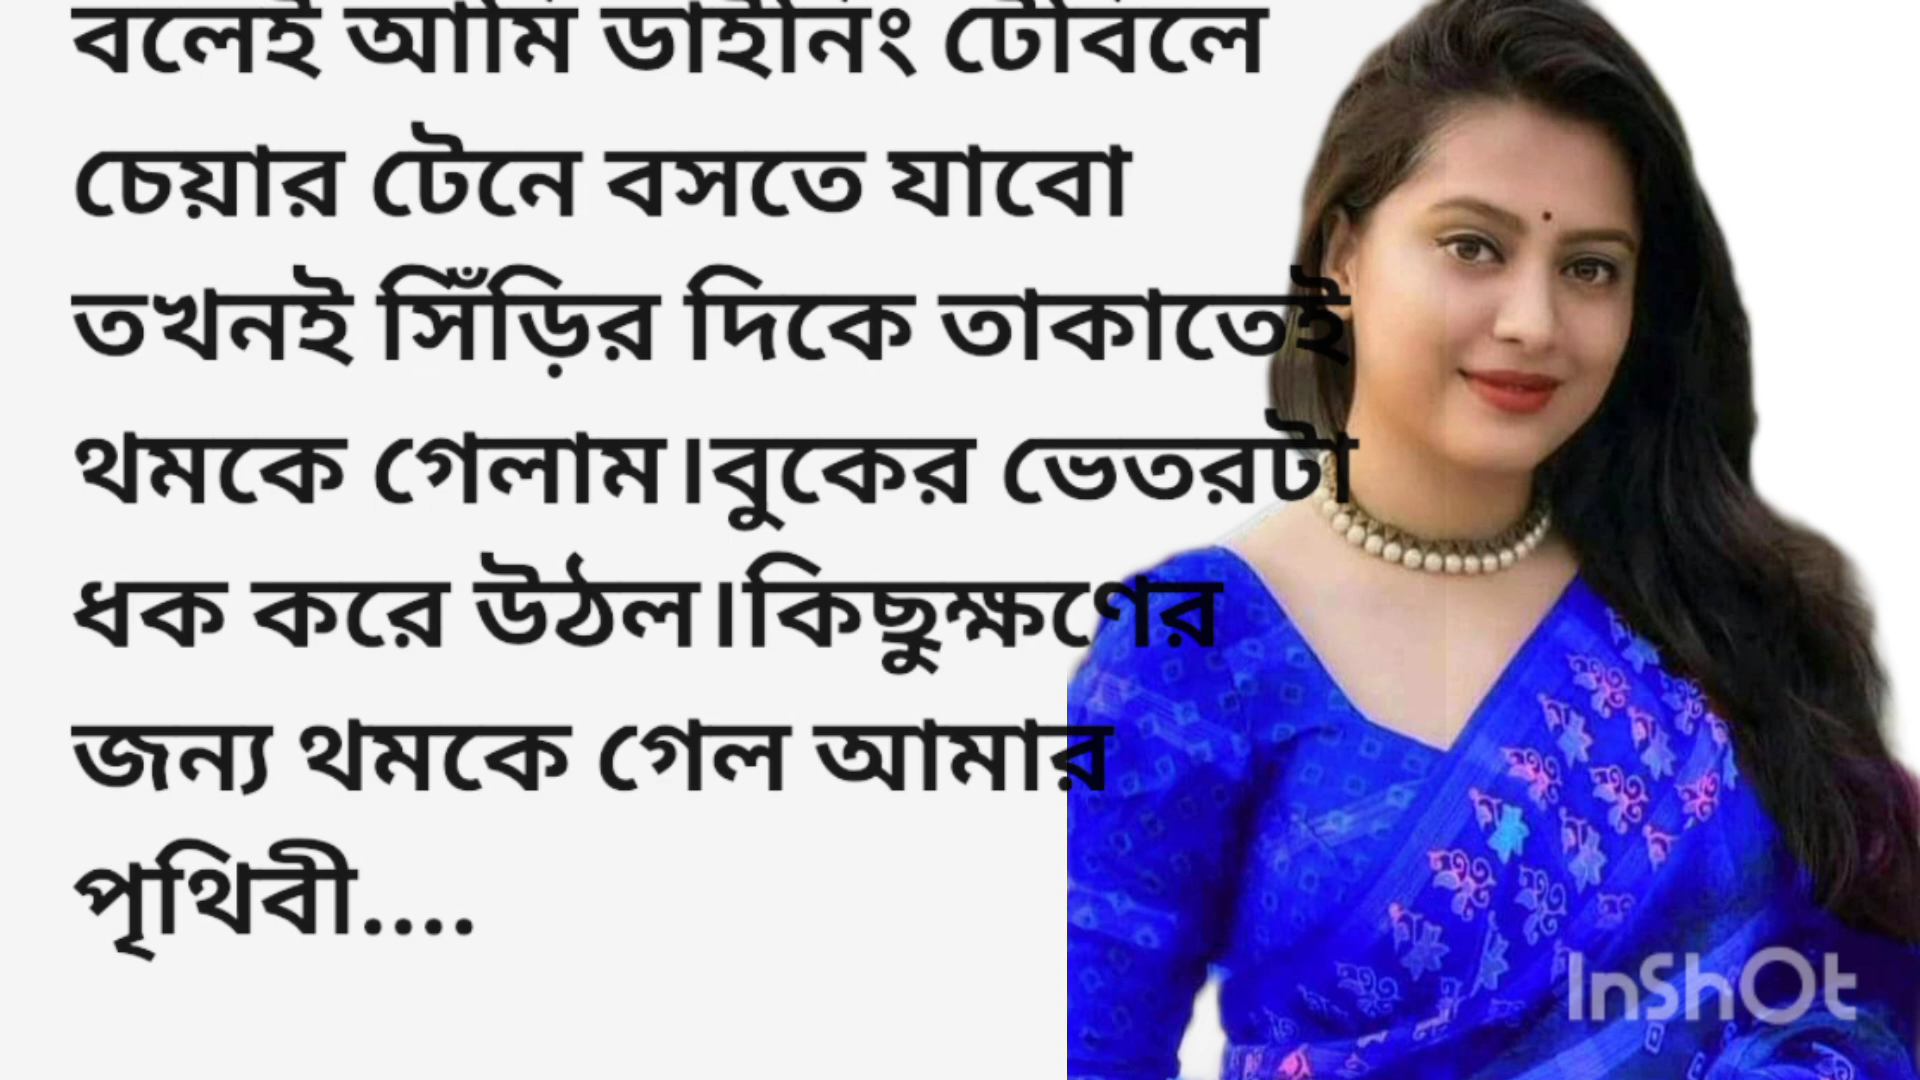 বলেই আমি ডাইনিং টেবিলে
চেয়ার টেনে বসতে যাবো
তখনই সিঁড়ির দিকে তাকাতেই
থমকে গেলাম।বুকের ভেতরটা
ধক করে উঠল।কিছুক্ষণের
জন্য থমকে গেল আমার
পৃথিবী....
InShOt